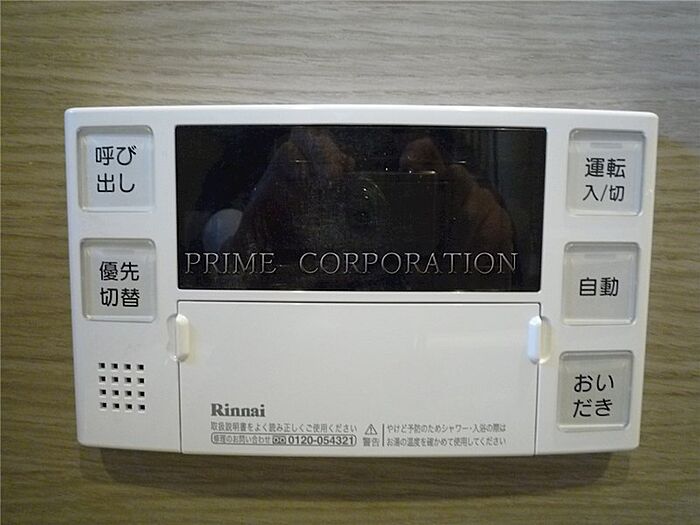 呼び
出し
運転
入/切
PRIME CORPORATION
優先
切替
自動
おい
だき
Rinnai
取扱説明書をよく読み正しくご使用ください
修理のお問い合わせ 0120-054321
警告
やけど予防のためシャワー・入浴の際は
お湯の温度を確かめて使用してください